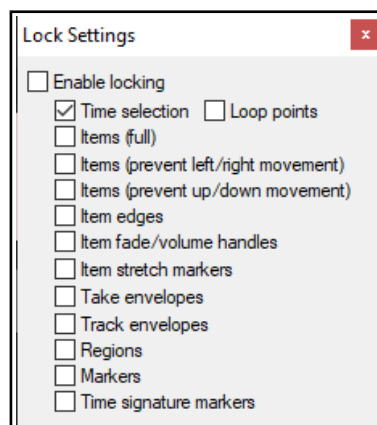 Lock Settings x
Enable locking
Time selection Loop points
Items (full)
Items (prevent left/right movement)
Items (prevent up/down movement)
Item edges
Item fade/volume handles
Item stretch markers
Take envelopes
Track envelopes
Regions
Markers
Time signature markers